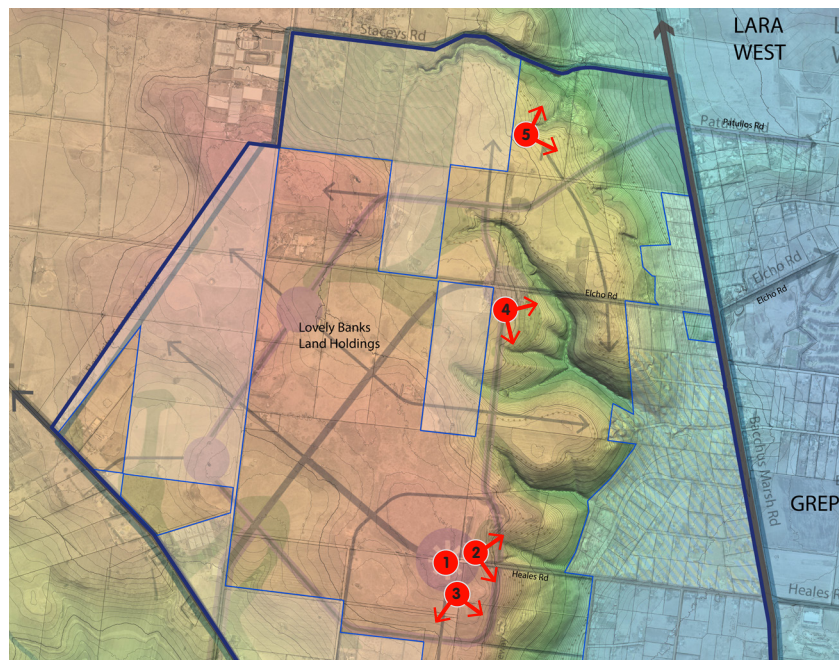 LARA
WEST
Staceys Rd
Patullos Rd
Elcho Rd
Elcho Rd
Elcho Rd
Lovely Banks
Land Holdings
Bacchus Marsh Rd
GREP
Heales Rd
Heales Rd
1
2
3
4
5